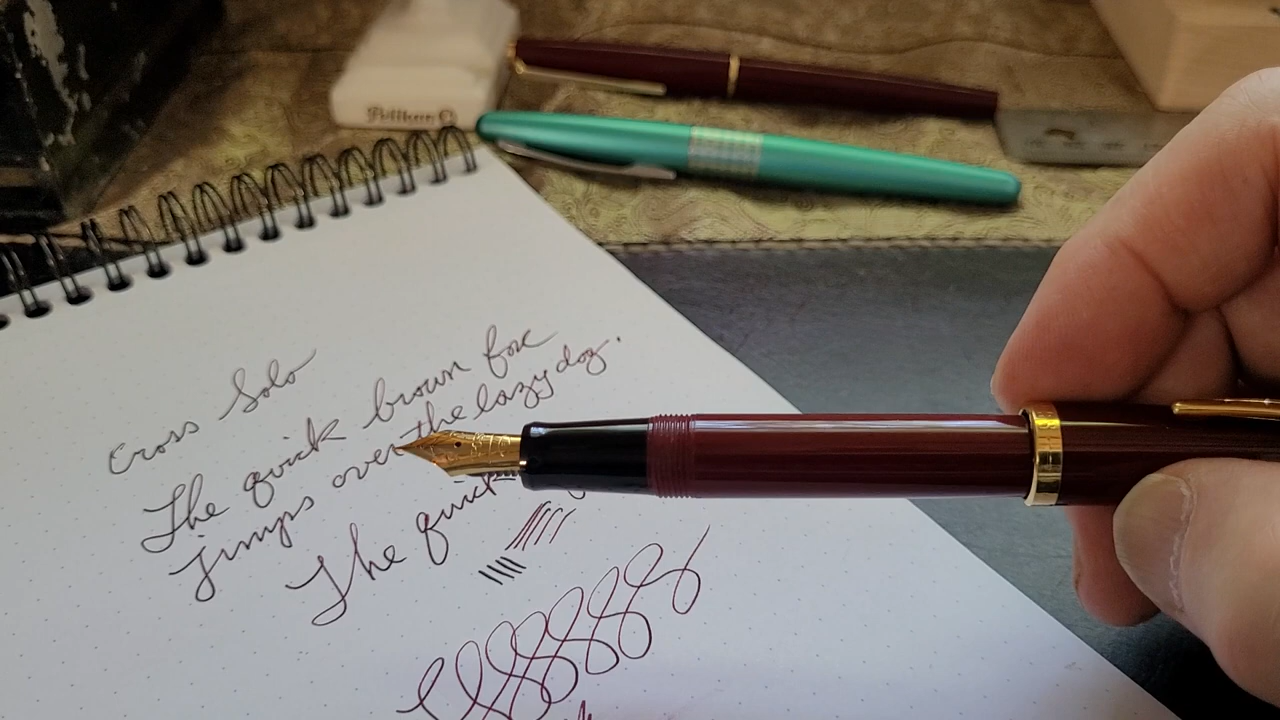 Pelikan
Cross Solo
The quick brown fox
jumps over the lazy dog.
The quick